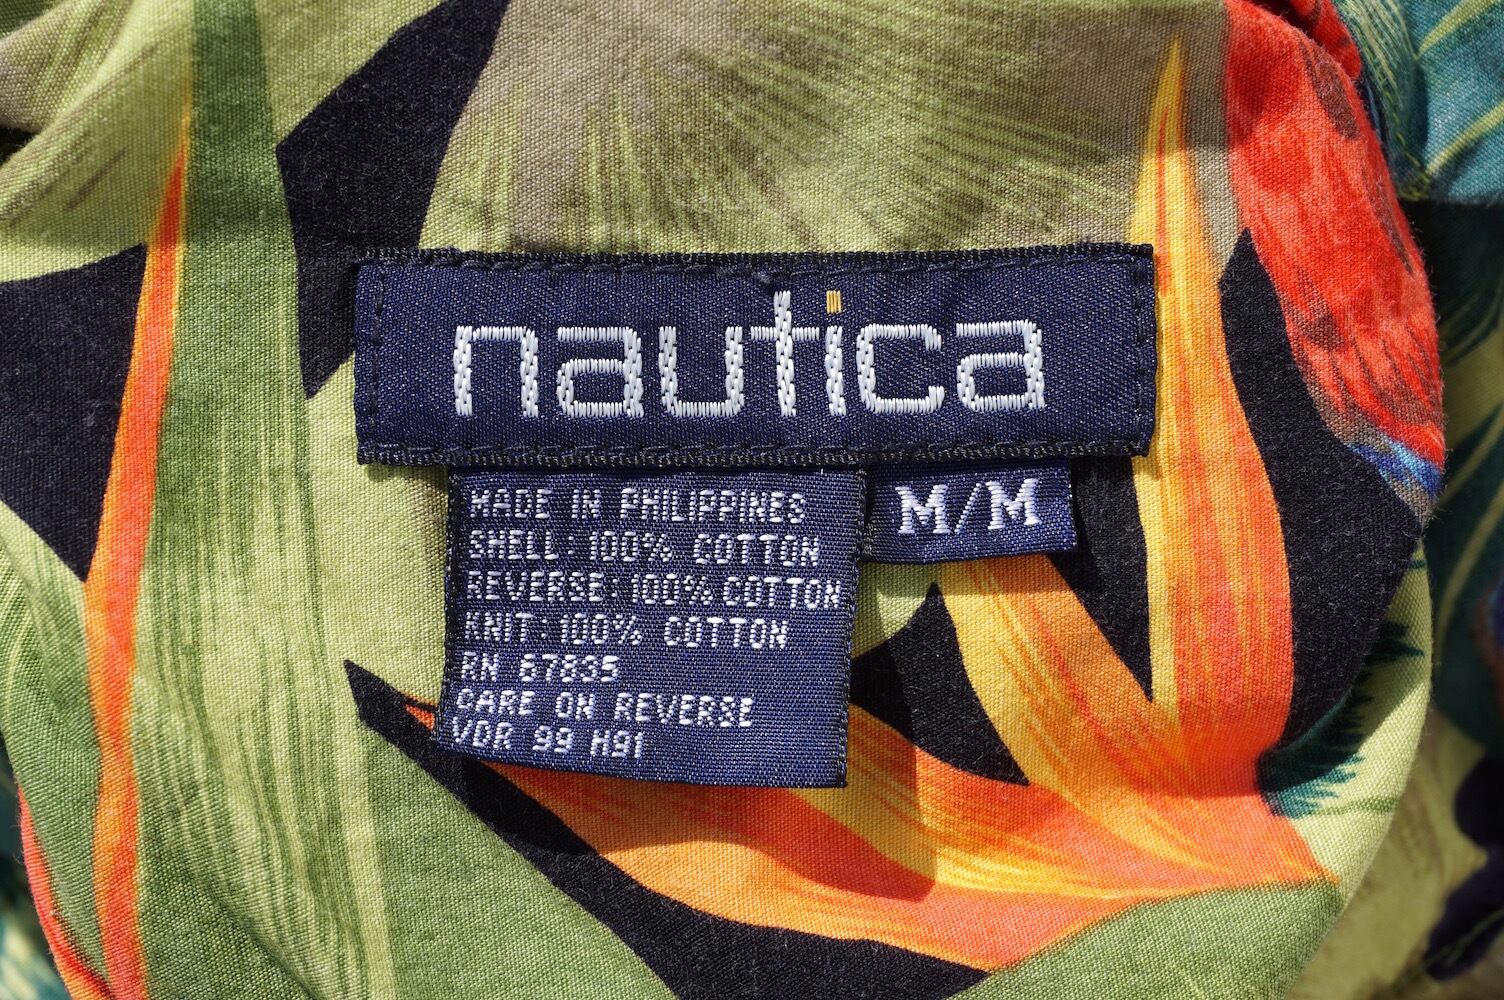 nautica
M/M
MADE IN PHILIPPINES
SHELL: 100% COTTON
REVERSE: 100% COTTON
KNIT: 100% COTTON
RN 67835
CARE ON REVERSE
VDR 99 H91